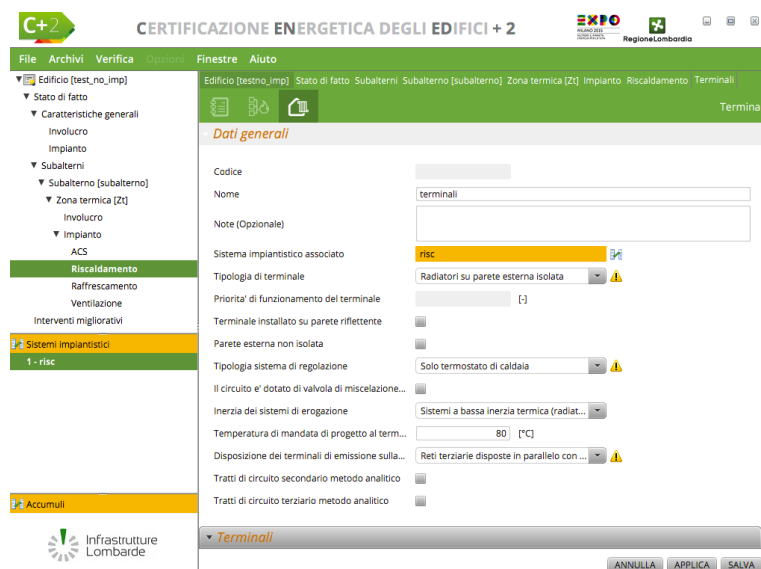 C+2
CERTIFICAZIONE ENERGETICA DEGLI EDIFICI + 2
EXPO
MILANO 2015
RegioneLombardia
File Archivi Verifica Opzioni Finestre Aiuto
Edificio [test_no_imp]
Stato di fatto
Caratteristiche generali
Involucro
Impianto
Subalterni
Subalterno [subalterno]
Zona termica [Zt]
Involucro
Impianto
ACS
Riscaldamento
Raffrescamento
Ventilazione
Interventi migliorativi
Sistemi impiantistici
1 - risc
Accumuli
Infrastrutture
Lombarde
Edificio [testno_imp] Stato di fatto Subalterni Subalterno [subalterno] Zona termica [Zt] Impianto Riscaldamento Terminali
Termina
Dati generali
Codice
Nome terminali
Note (Opzionale)
Sistema impiantistico associato risc
Tipologia di terminale Radiatori su parete esterna isolata
Priorita' di funzionamento del terminale [-]
Terminale installato su parete riflettente
Parete esterna non isolata
Tipologia sistema di regolazione Solo termostato di caldaia
Il circuito e' dotato di valvola di miscelazione...
Inerzia dei sistemi di erogazione Sistemi a bassa inerzia termica (radiat...
Temperatura di mandata di progetto al term... 80 [°C]
Disposizione dei terminali di emissione sulla... Reti terziarie disposte in parallelo con ...
Tratti di circuito secondario metodo analitico
Tratti di circuito terziario metodo analitico
Terminali
ANNULLA APPLICA SALVA